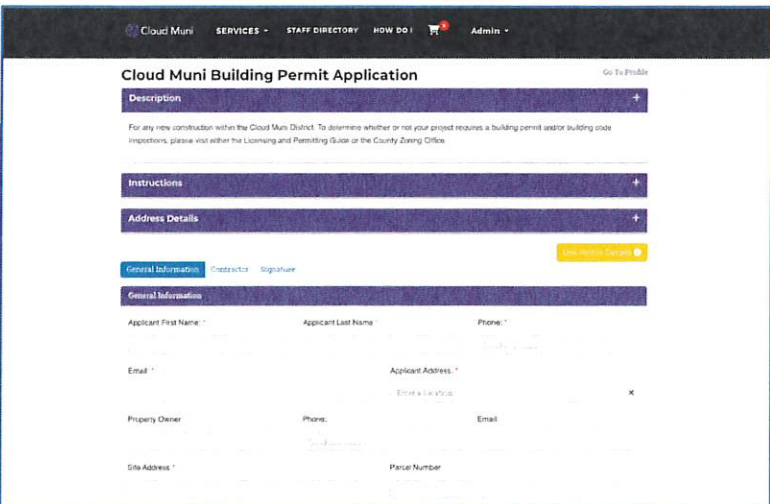 Cloud Muni SERVICES STAFF DIRECTORY HOW DO I Admin
Cloud Muni Building Permit Application Go To Profile
Description +
For any new construction within the Cloud Muni District. To determine whether or not your project requires a building permit and/or building code
inspections, please visit either the Licensing and Permitting Guide or the County Zoning Office.
Instructions +
Address Details +
Use Profile Details
General Information Contractor Signature
General Information
Applicant First Name: * Applicant Last Name Phone: *
Email: * Applicant Address: *
Enter a Location ×
Property Owner Phone: Email
Site Address * Parcel Number